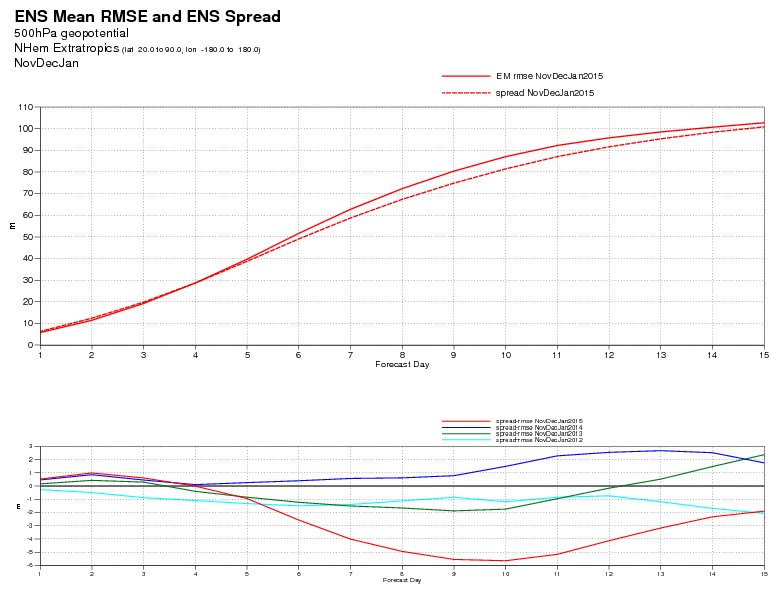 ENS Mean RMSE and ENS Spread
500hPa geopotential
NHem Extratropics (lat 20.0 to 90.0, lon -180.0 to 180.0)
NovDecJan
EM rmse NovDecJan2015
spread NovDecJan2015
110
100
90
80
70
60
50
40
30
20
10
0
m
1 2 3 4 5 6 7 8 9 10 11 12 13 14 15
Forecast Day
spread-rmse NovDecJan2015
spread-rmse NovDecJan2014
spread-rmse NovDecJan2013
spread-rmse NovDecJan2012
3
2
1
0
-1
-2
-3
-4
-5
-6
m
1 2 3 4 5 6 7 8 9 10 11 12 13 14 15
Forecast Day